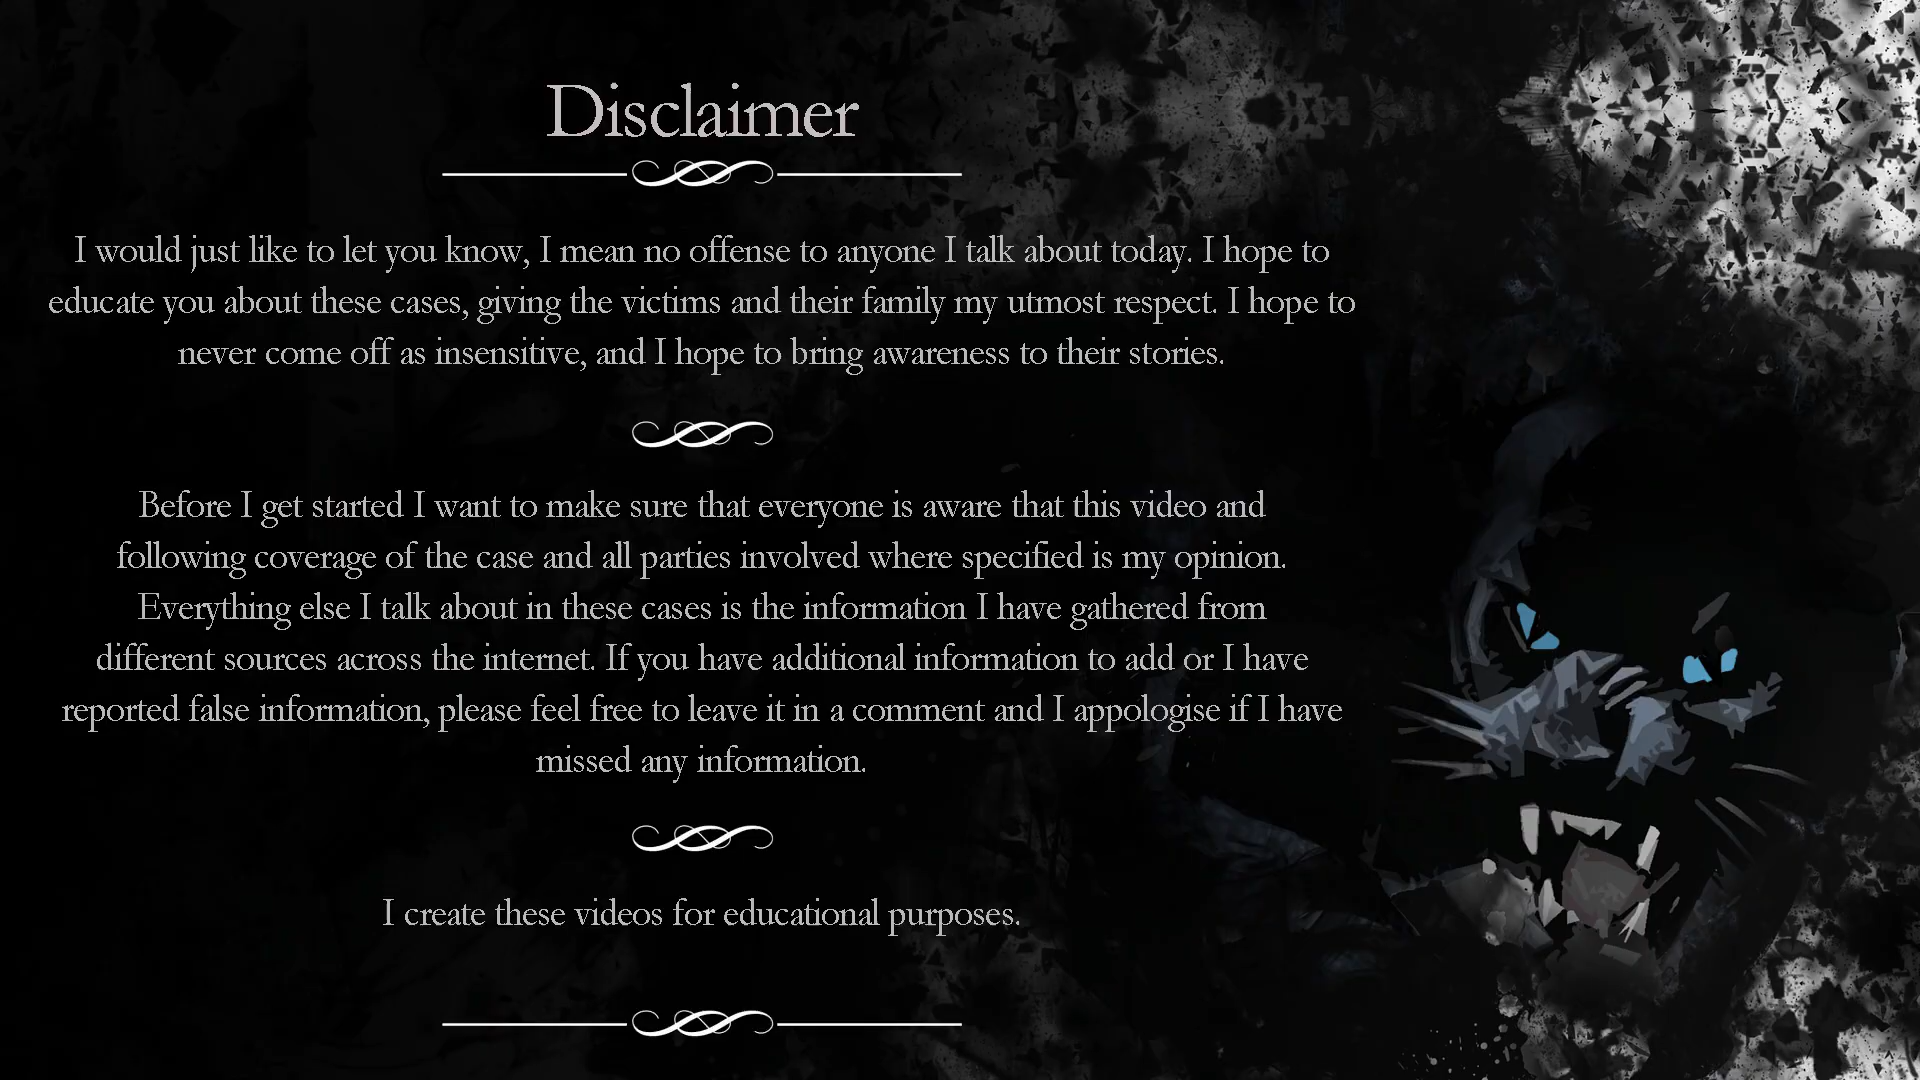 Disclaimer
I would just like to let you know, I mean no offense to anyone I talk about today. I hope to
educate you about these cases, giving the victims and their family my utmost respect. I hope to
never come off as insensitive, and I hope to bring awareness to their stories.
Before I get started I want to make sure that everyone is aware that this video and
following coverage of the case and all parties involved where specified is my opinion.
Everything else I talk about in these cases is the information I have gathered from
different sources across the internet. If you have additional information to add or I have
reported false information, please feel free to leave it in a comment and I appologise if I have
missed any information.
I create these videos for educational purposes.